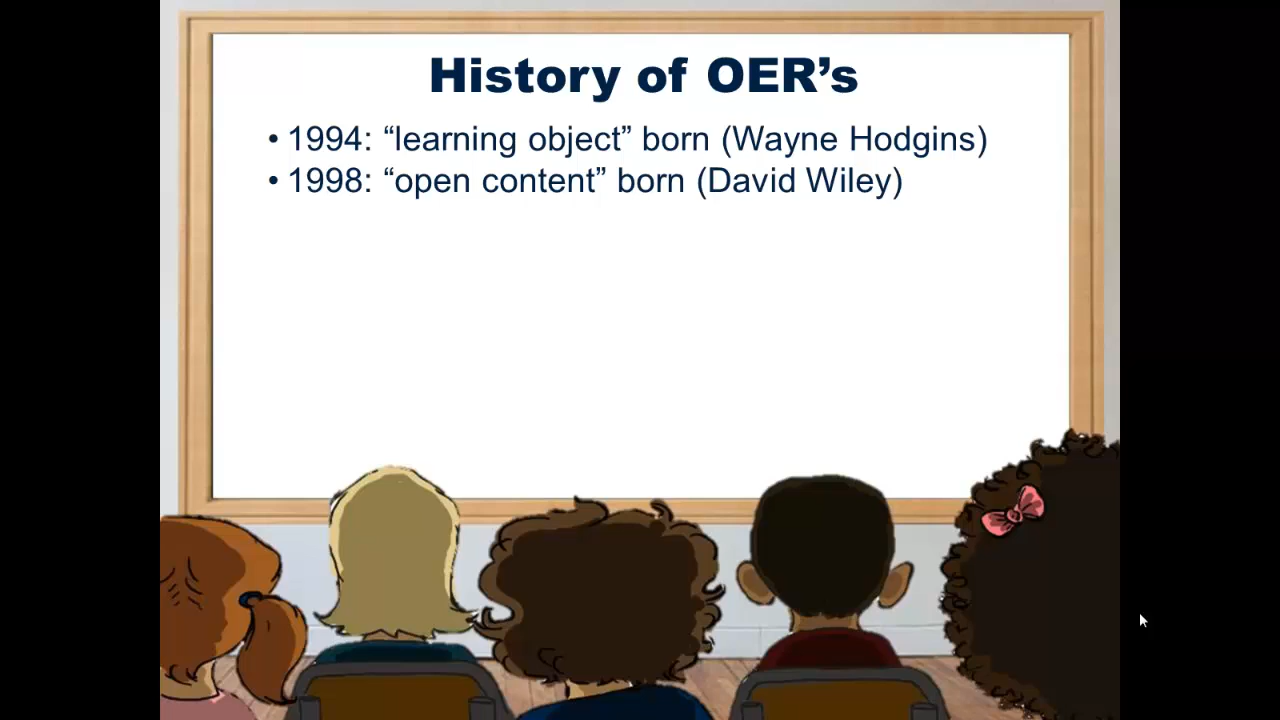 History of OER’s
• 1994: “learning object” born (Wayne Hodgins)
• 1998: “open content” born (David Wiley)